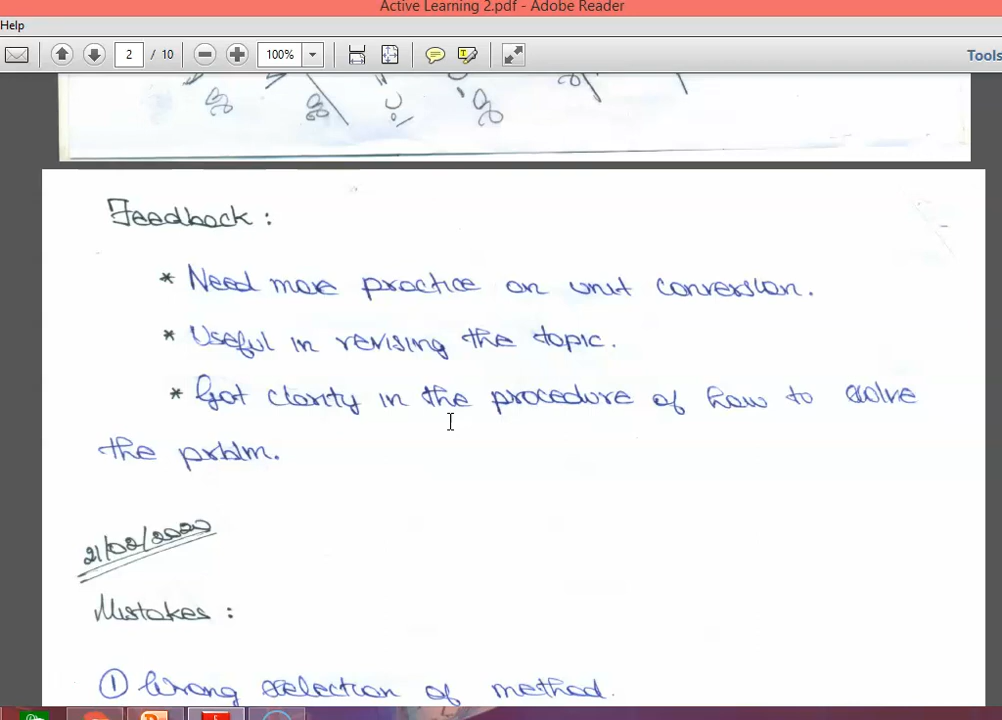 Active Learning 2.pdf - Adobe Reader
Help
2 / 10 100% Tools
Feedback :
* Need more practice on unit conversion.
* Useful in revising the topic.
* Got clarity in the procedure of how to solve
the prblm.
21/02/2020
Mistakes :
① Wrong selection of method.